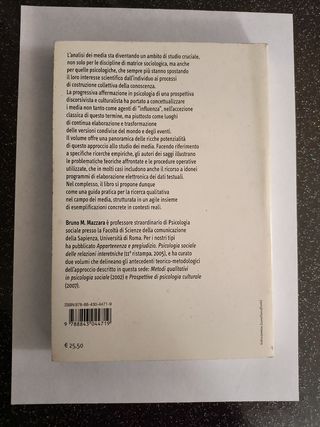 L'analisi dei media sta diventando un ambito di studio cruciale,
non solo per le discipline di matrice sociologica, ma anche
per quelle psicologiche, che sempre più stanno spostando
il loro interesse scientifico dall'individuo ai processi
di costruzione collettiva della conoscenza.
La progressiva affermazione in psicologia di una prospettiva
discorsivista e culturalista ha portato a concettualizzare
i media non tanto come agenti di "influenza", nell'accezione
classica di questo termine, ma piuttosto come luoghi
di continua elaborazione e trasformazione
delle versioni condivise del mondo e degli eventi.
Il volume offre una panoramica delle ricche potenzialità
di questo approccio allo studio dei media. Facendo riferimento
a specifiche ricerche empiriche, gli autori dei saggi illustrano
le problematiche teoriche affrontate e le procedure operative
utilizzate, che in molti casi includono anche il ricorso a idonei
programmi di elaborazione elettronica dei dati testuali.
Nel complesso, il libro si propone dunque
come una guida pratica per la ricerca qualitativa
nel campo dei media, strutturata in un agile insieme
di esemplificazioni concrete in contesti reali.
Bruno M. Mazzara è professore straordinario di Psicologia
sociale presso la Facoltà di Scienze della comunicazione
della Sapienza, Università di Roma. Per i nostri tipi
ha pubblicato Appartenenza e pregiudizio. Psicologia sociale
delle relazioni interetniche (11ª ristampa, 2005), e ha curato
due volumi che delineano gli antecedenti teorico-metodologici
dell'approccio descritto in questa sede: Metodi qualitativi
in psicologia sociale (2002) e Prospettive di psicologia culturale
(2007).
ISBN 978-88-430-4471-9
9 788843 044719
€ 25,50